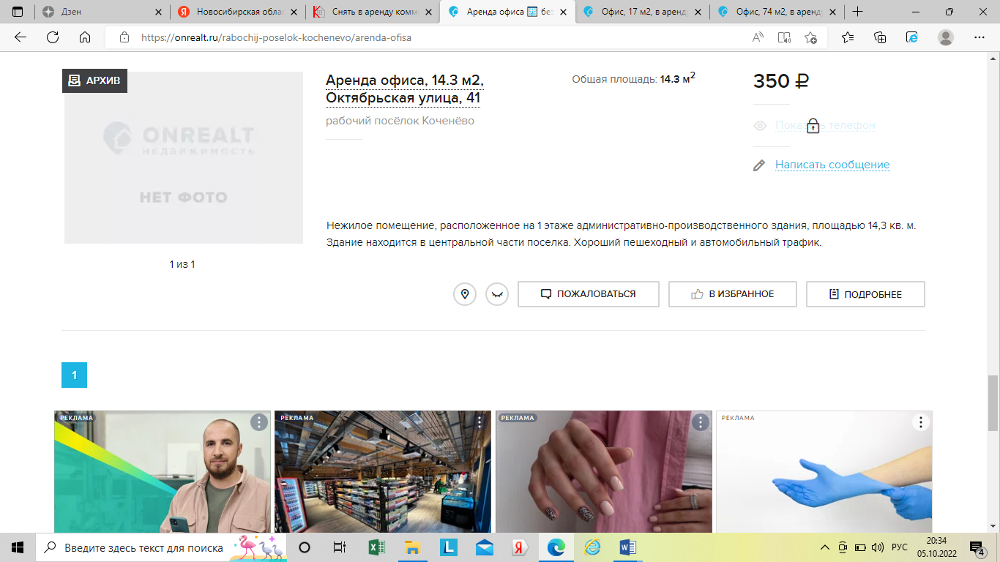 Дзен
Новосибирская обла
Снять в аренду комме
Аренда офиса
без
Офис, 17 м2, в аренду
Офис, 74 м2, в аренду
https://onrealt.ru/rabochij-poselok-kochenevo/arenda-ofisa
АРХИВ
ONREALT
НЕДВИЖИМОСТЬ
НЕТ ФОТО
1 из 1
Аренда офиса, 14.3 м2,
Октябрьская улица, 41
рабочий посёлок Коченёво
Общая площадь: 14.3 м2
350 ₽
Показать телефон
Написать сообщение
Нежилое помещение, расположенное на 1 этаже административно-производственного здания, площадью 14,3 кв. м.
Здание находится в центральной части поселка. Хороший пешеходный и автомобильный трафик.
ПОЖАЛОВАТЬСЯ
В ИЗБРАННОЕ
ПОДРОБНЕЕ
1
РЕКЛАМА
РЕКЛАМА
РЕКЛАМА
РЕКЛАМА
Введите здесь текст для поиска
РУС
20:34
05.10.2022
4